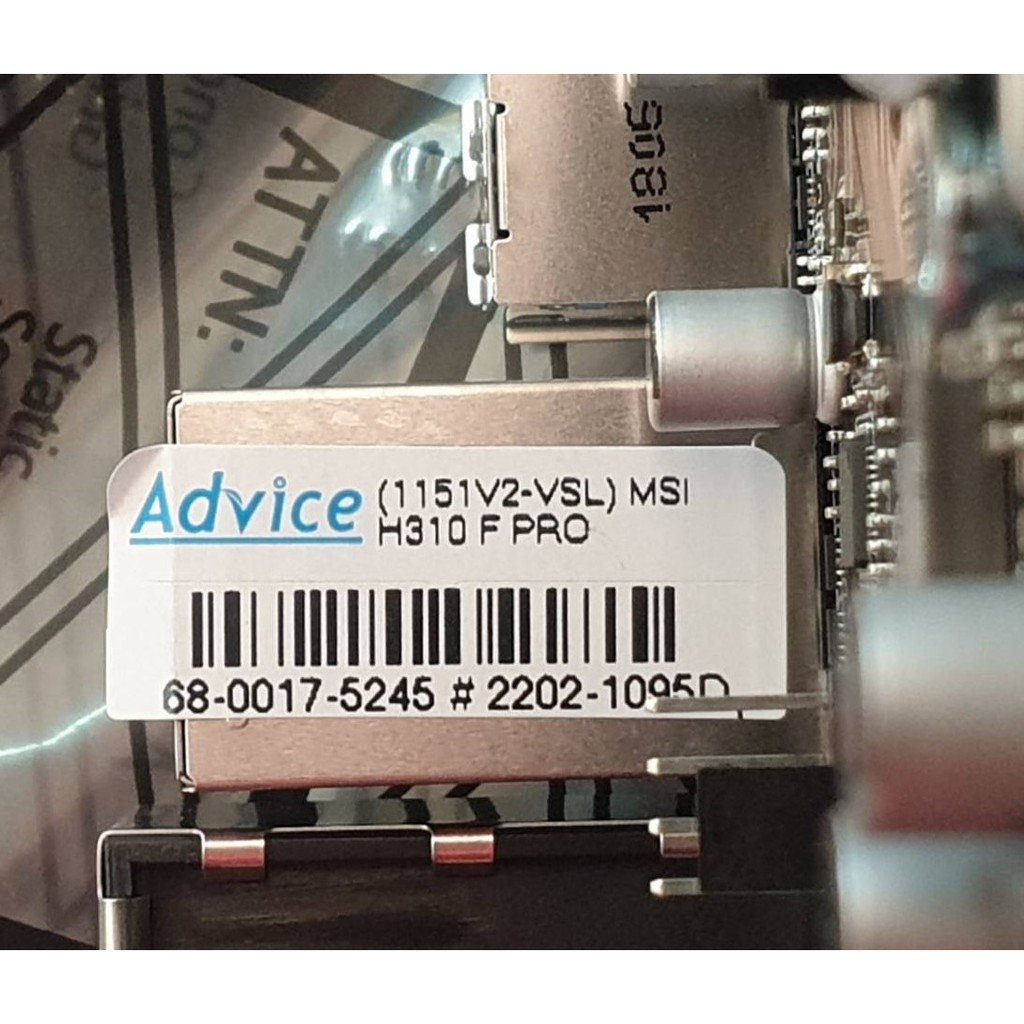 1805
ATTN:
Static
Advice (1151V2-VSL) MSI
H310 F PRO
68-0017-5245 # 2202-1095D